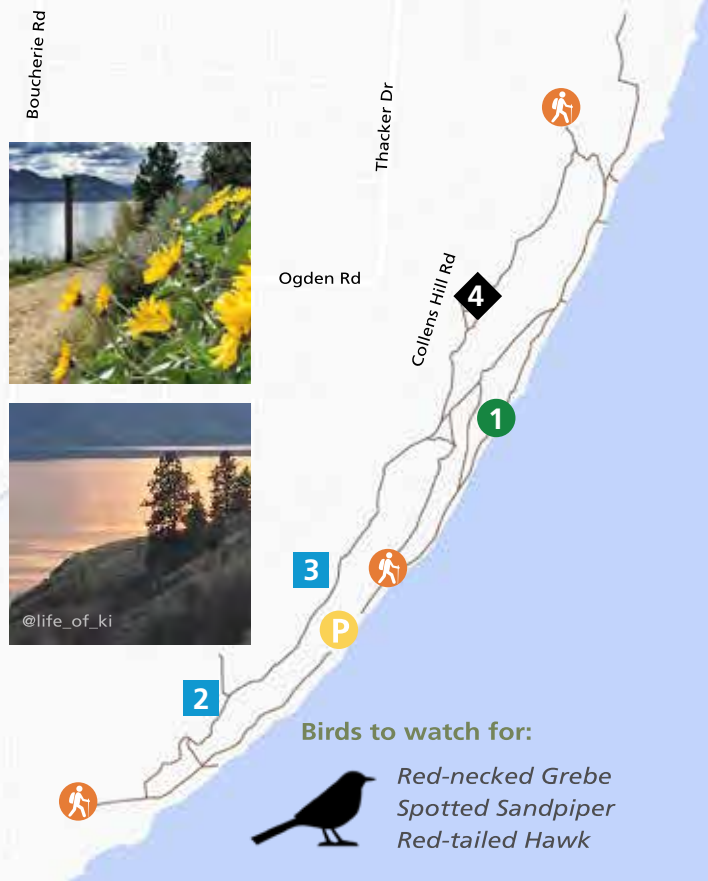 Boucherie Rd
Thacker Dr
Ogden Rd
Collens Hill Rd
4
1
3
P
2
@life_of_ki
Birds to watch for:
Red-necked Grebe
Spotted Sandpiper
Red-tailed Hawk